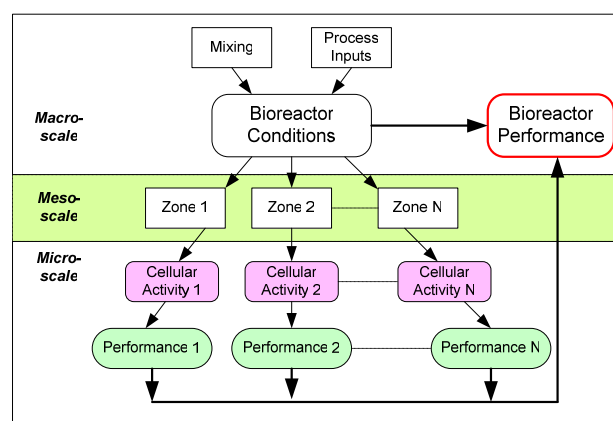 Mixing
Process
Inputs
Macro-
scale
Bioreactor
Conditions
Bioreactor
Performance
Meso-
scale
Zone 1
Zone 2
Zone N
Micro-
scale
Cellular
Activity 1
Cellular
Activity 2
Cellular
Activity N
Performance 1
Performance 2
Performance N